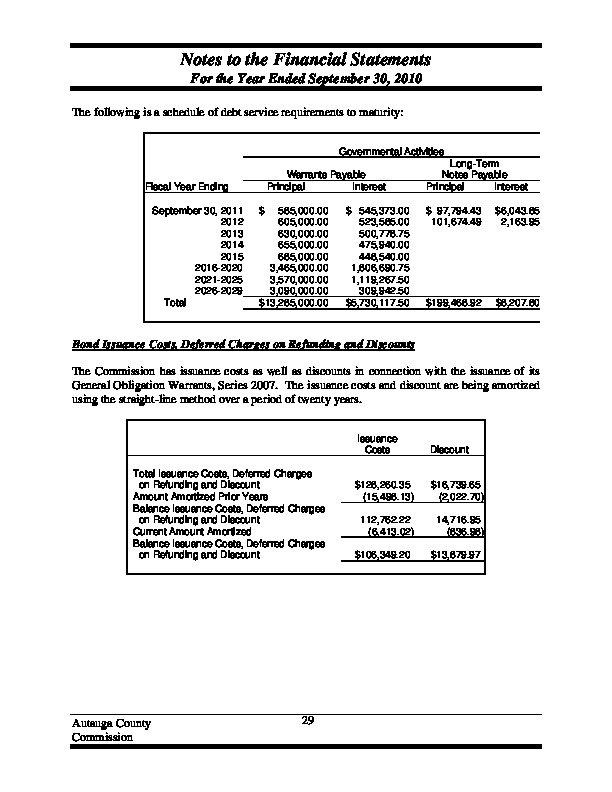 Notes to the Financial Statements
For the Year Ended September 30, 2010
The following is a schedule of debt service requirements to maturity:
Governmental Activities
Long-Term
Warrants Payable Notes Payable
Fiscal Year Ending Principal Interest Principal Interest
September 30, 2011 $ 585,000.00 $ 545,373.00 $ 97,794.43 $6,043.65
2012 605,000.00 523,585.00 101,674.49 2,163.95
2013 630,000.00 500,778.75
2014 655,000.00 475,940.00
2015 665,000.00 448,540.00
2016-2020 3,465,000.00 1,806,690.75
2021-2025 3,570,000.00 1,119,267.50
2026-2029 3,090,000.00 309,942.50
Total $13,265,000.00 $5,730,117.50 $199,468.92 $8,207.60
Bond Issuance Costs, Deferred Charges on Refunding and Discounts
The Commission has issuance costs as well as discounts in connection with the issuance of its
General Obligation Warrants, Series 2007. The issuance costs and discount are being amortized
using the straight-line method over a period of twenty years.
Issuance
Costs Discount
Total Issuance Costs, Deferred Charges
on Refunding and Discount $128,260.35 $16,739.65
Amount Amortized Prior Years (15,498.13) (2,022.70)
Balance Issuance Costs, Deferred Charges
on Refunding and Discount 112,762.22 14,716.95
Current Amount Amortized (6,413.02) (836.98)
Balance Issuance Costs, Deferred Charges
on Refunding and Discount $106,349.20 $13,879.97
Autauga County 29
Commission